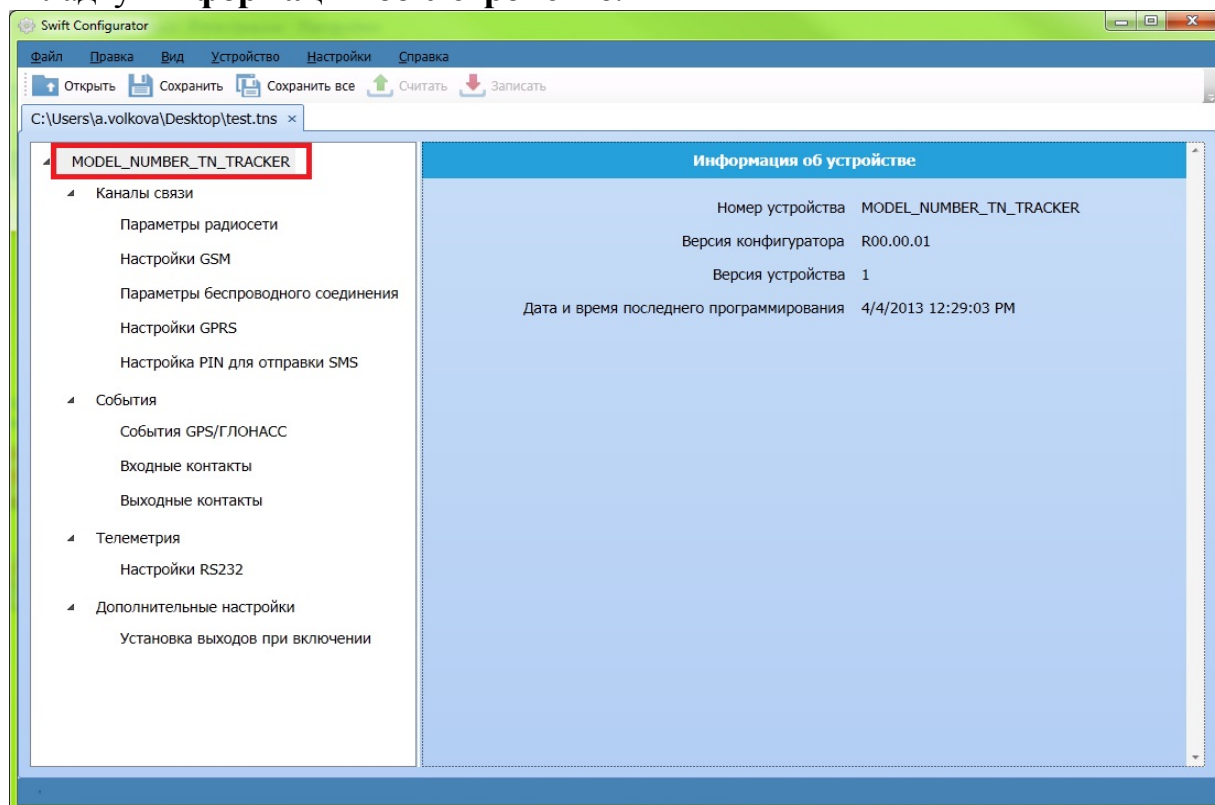 Swift Configurator
Файл Правка Вид Устройство Настройки Справка
Открыть Сохранить Сохранить все Считать Записать
C:\Users\a.volkova\Desktop\test.tns ×
MODEL_NUMBER_TN_TRACKER
Каналы связи
Параметры радиосети
Настройки GSM
Параметры беспроводного соединения
Настройки GPRS
Настройка PIN для отправки SMS
События
События GPS/ГЛОНАСС
Входные контакты
Выходные контакты
Телеметрия
Настройки RS232
Дополнительные настройки
Установка выходов при включении
Информация об устройстве
Номер устройства MODEL_NUMBER_TN_TRACKER
Версия конфигуратора R00.00.01
Версия устройства 1
Дата и время последнего программирования 4/4/2013 12:29:03 PM